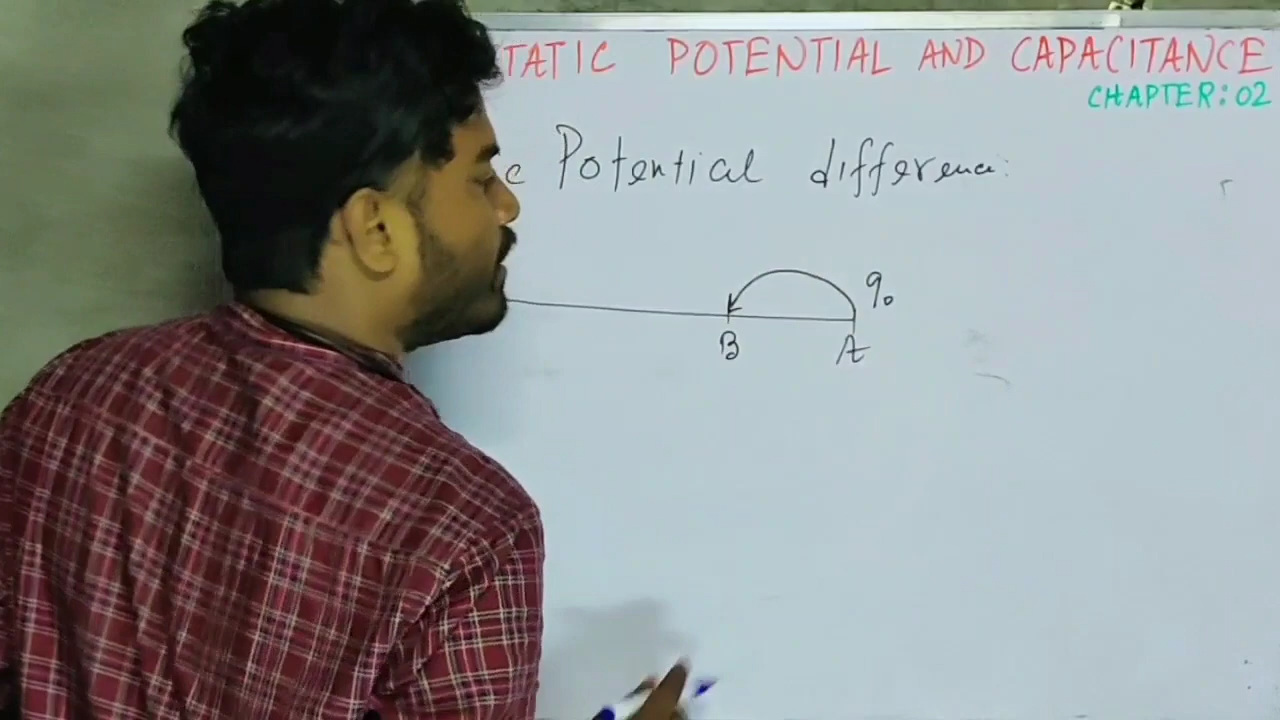 TATIC POTENTIAL AND CAPACITANCE
CHAPTER: 02
c Potential difference:
q₀
B A